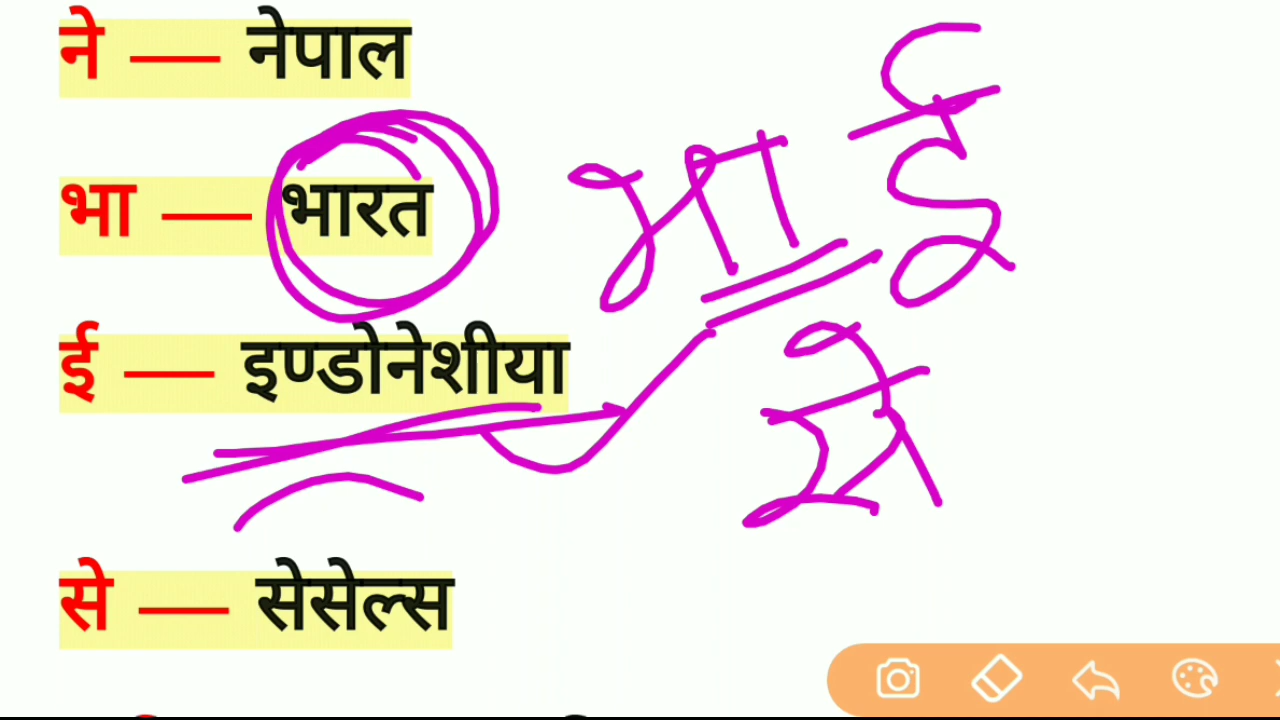 ने — नेपाल
भा — भारत
भाई
ई — इण्डोनेशीया
से
से — सेसेल्स